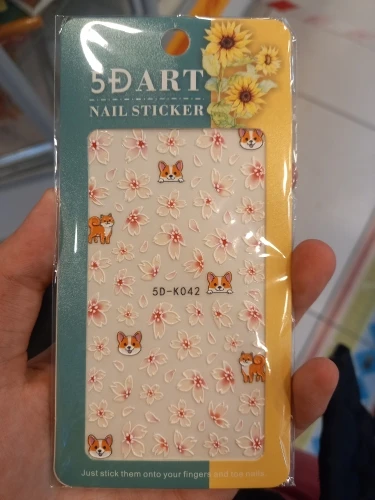 5D ART
NAIL STICKER
5D-K042
Just stick them onto your fingers and toe nails